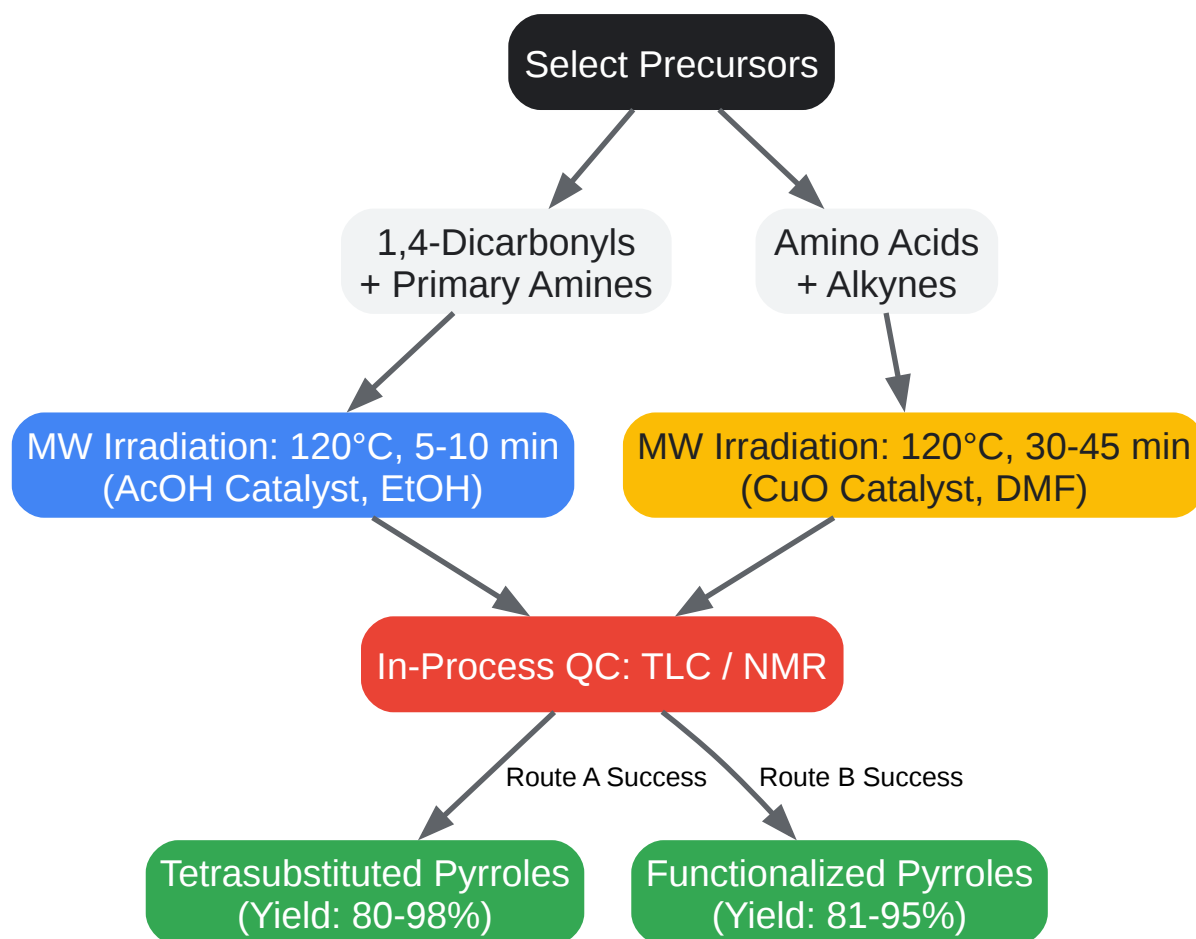 Select Precursors
1,4-Dicarbonyls
+ Primary Amines
Amino Acids
+ Alkynes
MW Irradiation: 120°C, 5-10 min
(AcOH Catalyst, EtOH)
MW Irradiation: 120°C, 30-45 min
(CuO Catalyst, DMF)
In-Process QC: TLC / NMR
Route A Success
Route B Success
Tetrasubstituted Pyrroles
(Yield: 80-98%)
Functionalized Pyrroles
(Yield: 81-95%)